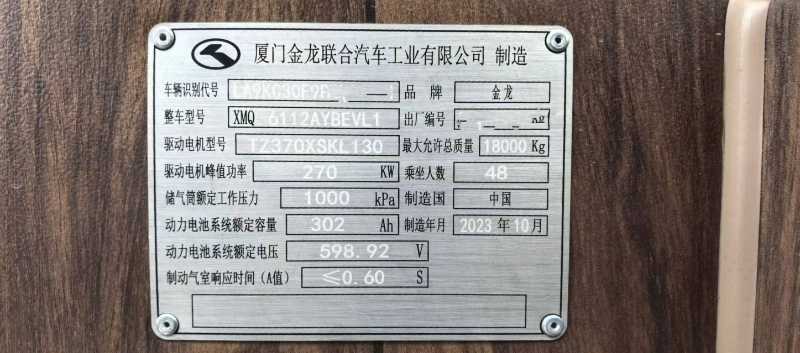 厦门金龙联合汽车工业有限公司 制造
车辆识别代号 品牌 金龙
整车型号 XMQ 6112AYBEVL1 出厂编号
驱动电机型号 TZ370XSKL130 最大允许总质量 18000 Kg
驱动电机峰值功率 270 KW 乘坐人数 48
储气筒额定工作压力 1000 kPa 制造国 中国
动力电池系统额定容量 302 Ah 制造年月 2023 年 10 月
动力电池系统额定电压 598.92 V
制动气室响应时间 (A值) ≤0.60 S